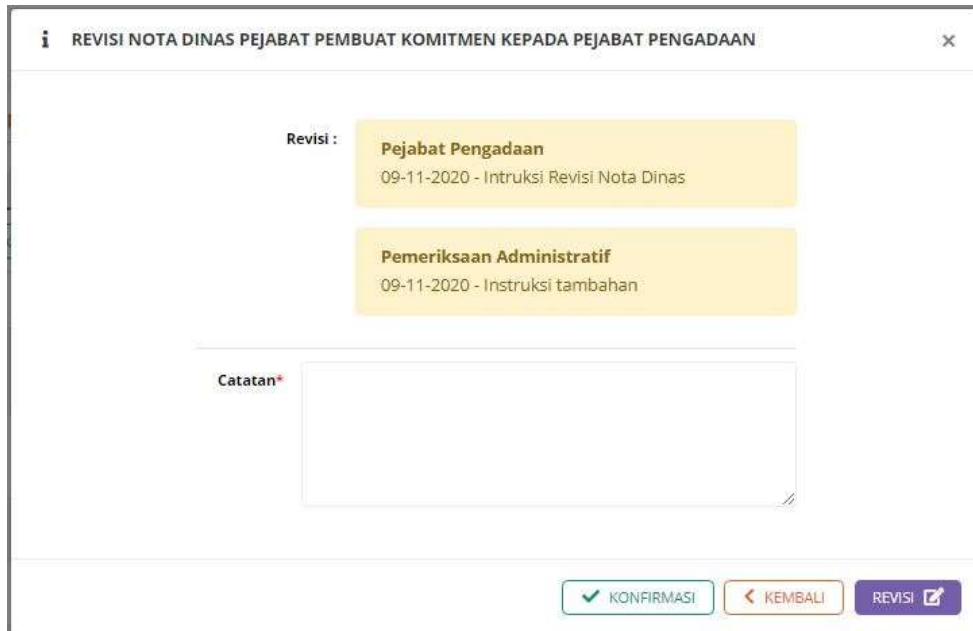 REVISI NOTA DINAS PEJABAT PEMBUAT KOMITMEN KEPADA PEJABAT PENGADAAN
Revisi :
Pejabat Pengadaan
09-11-2020 - Intruksi Revisi Nota Dinas
Pemeriksaan Administratif
09-11-2020 - Instruksi tambahan
Catatan*
KONFIRMASI
KEMBALI
REVISI